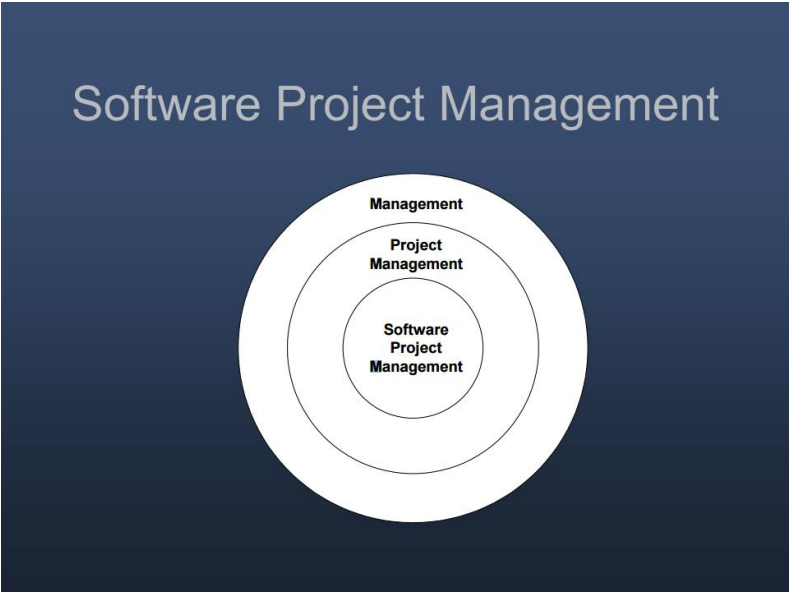 Software Project Management
Management
Project
Management
Software
Project
Management